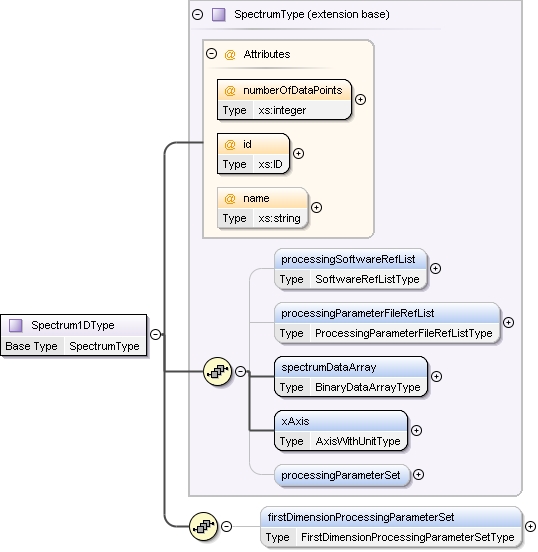 SpectrumType (extension base)
@ Attributes
@ numberOfDataPoints
Type xs:integer
@ id
Type xs:ID
@ name
Type xs:string
processingSoftwareRefList
Type SoftwareRefListType
processingParameterFileRefList
Type ProcessingParameterFileRefListType
Spectrum1DType
Base Type SpectrumType
spectrumDataArray
Type BinaryDataArrayType
xAxis
Type AxisWithUnitType
processingParameterSet
firstDimensionProcessingParameterSet
Type FirstDimensionProcessingParameterSetType